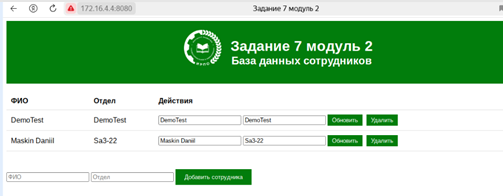 172.16.4.4:8080 Задание 7 модуль 2
Задание 7 модуль 2
База данных сотрудников
ФИО Отдел Действия
DemoTest DemoTest DemoTest DemoTest Обновить Удалить
Maskin Daniil Sa3-22 Maskin Daniil Sa3-22 Обновить Удалить
ФИО Отдел Добавить сотрудника